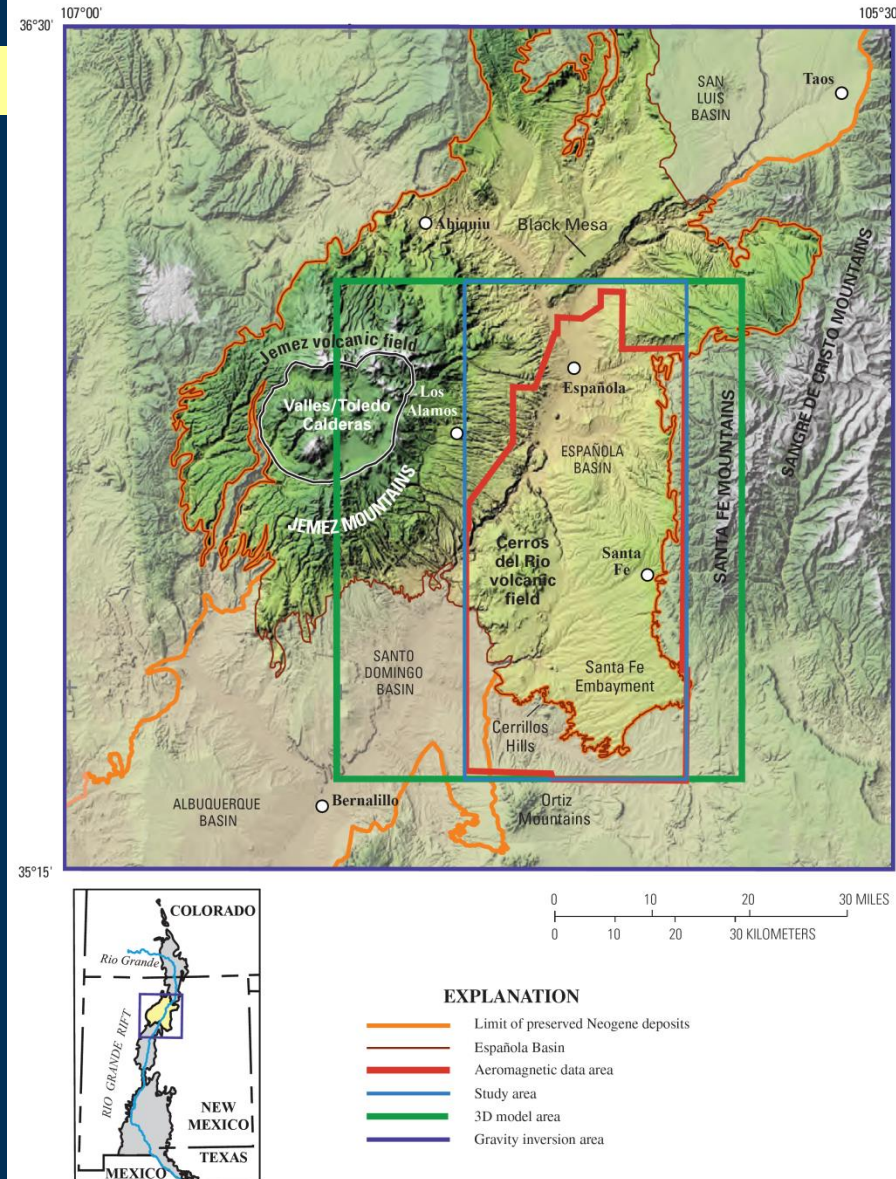 107°00'
105°30'
36°30'
Taos
SAN
LUIS
BASIN
Abiquiu
Black Mesa
SANGRE DE CRISTO MOUNTAINS
Jemez volcanic field
Los
Alamos
Valles/Toledo
Calderas
Española
ESPAÑOLA
BASIN
SANTA FE MOUNTAINS
JEMEZ MOUNTAINS
Cerros
del Rio
volcanic
field
Santa
Fe
SANTO
DOMINGO
BASIN
Santa Fe
Embayment
Cerrillos
Hills
ALBUQUERQUE
BASIN
Bernalillo
Ortiz
Mountains
35°15'
0 10 20 30 MILES
0 10 20 30 KILOMETERS
COLORADO
Rio Grande
RIO GRANDE RIFT
NEW
MEXICO
TEXAS
MEXICO
EXPLANATION
Limit of preserved Neogene deposits
Española Basin
Aeromagnetic data area
Study area
3D model area
Gravity inversion area